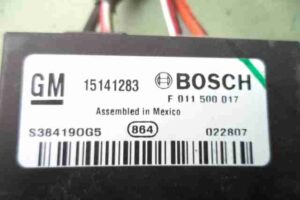 GM 15141283 BOSCH
F 011 500 017
Assembled in Mexico
S384190G5 864 022807